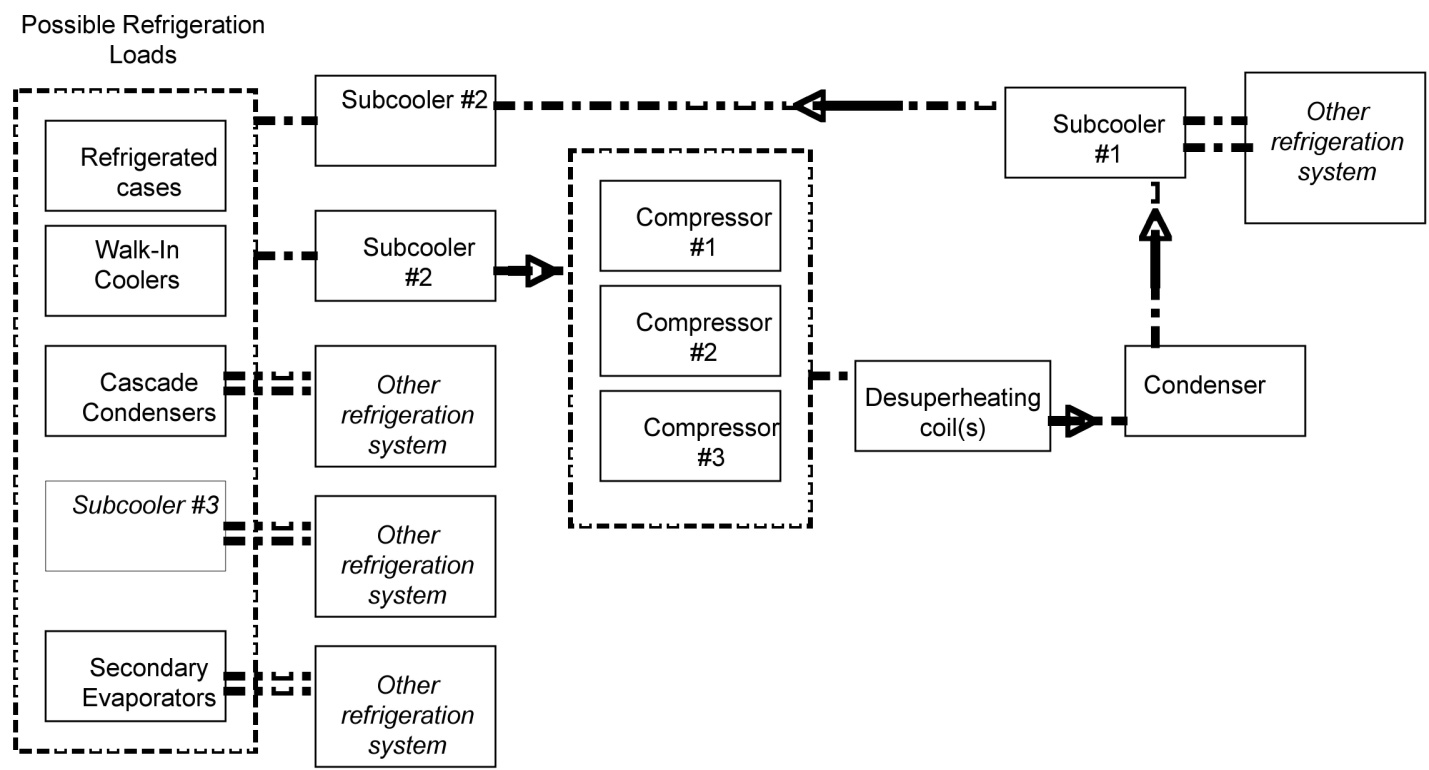 Possible Refrigeration
Loads
Refrigerated
cases
Walk-In
Coolers
Cascade
Condensers
Subcooler #3
Secondary
Evaporators
Subcooler #2
Subcooler
#2
Other
refrigeration
system
Other
refrigeration
system
Other
refrigeration
system
Compressor
#1
Compressor
#2
Compressor
#3
Desuperheating
coil(s)
Condenser
Subcooler
#1
Other
refrigeration
system